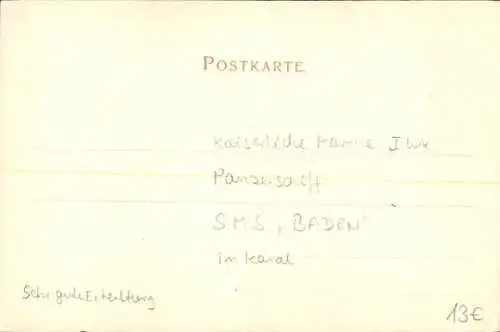 POSTKARTE
Kaiserliche Marine I WK
Panzerschiff
S.M.S „BADEN"
im Kanal
Sehr gute Erhaltung
13€